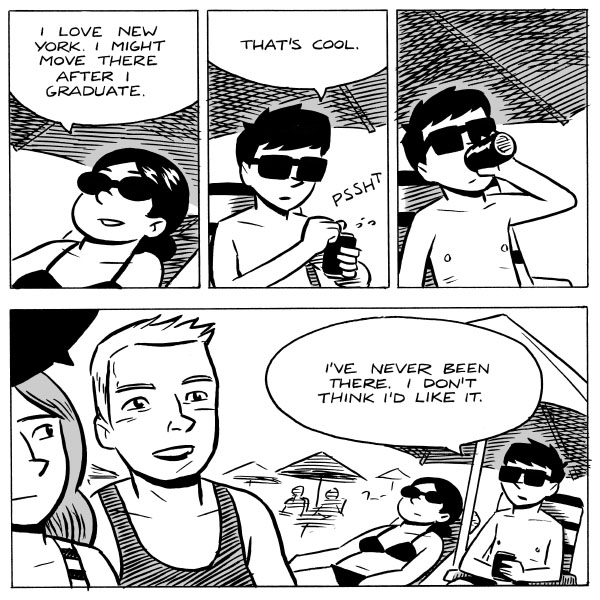 I LOVE NEW
YORK. I MIGHT
MOVE THERE
AFTER I
GRADUATE.
THAT'S COOL.
PSSHT
I'VE NEVER BEEN
THERE. I DON'T
THINK I'D LIKE IT.